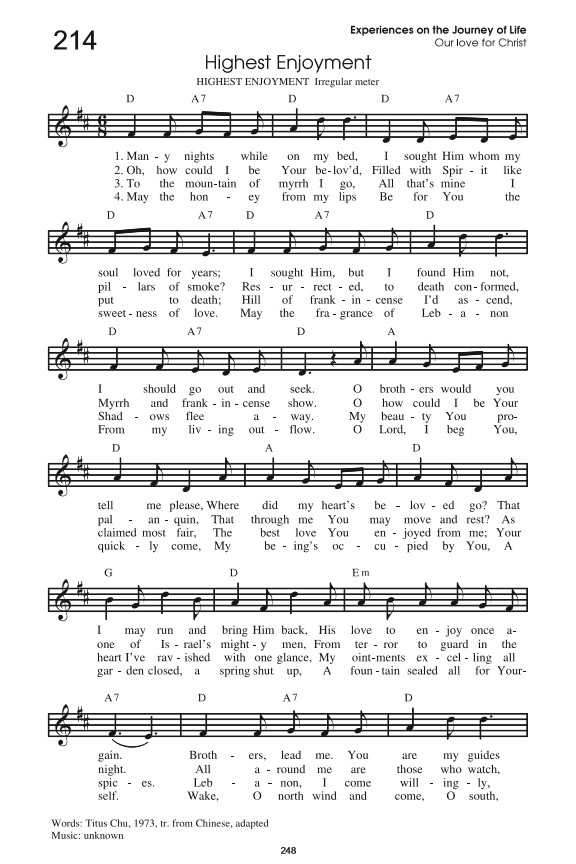 214
Experiences on the Journey of Life
Our love for Christ
Highest Enjoyment
HIGHEST ENJOYMENT Irregular meter
D A7 D D A7
1. Man - y nights while on my bed, I sought Him whom my
2. Oh, how could I be Your be-lov'd, Filled with Spir - it like
3. To the moun-tain of myrrh I go, All that's mine I
4. May the hon - ey from my lips Be for You the
D A7 D A7 D
soul loved for years; I sought Him, but I found Him not,
pil - lars of smoke? Res - ur - rect - ed, to death con-formed,
put to death; Hill of frank - in - cense I'd as - cend,
sweet - ness of love. May the fra - grance of Leb - a - non
D A7 D A
I should go out and seek. O broth - ers would you
Myrrh and frank - in - cense show. O how could I be Your
Shad - ows flee a - way. My beau - ty You pro-
From my liv - ing out - flow. O Lord, I beg You,
D A D
tell me please, Where did my heart's be - lov - ed go? That
pal - an - quin, That through me You may move and rest? As
claimed most fair, The best love You en - joyed from me; Your
quick - ly come, My be - ing's oc - cu - pied by You, A
G D Em
I may run and bring Him back, His love to en - joy once a-
one of Is - rael's might - y men, From ter - ror to guard in the
heart I've rav - ished with one glance, My oint-ments ex - cel - ling all
gar - den closed, a spring shut up, A foun - tain sealed all for Your-
A7 D A7 D
gain. Broth - ers, lead me. You are my guides
night. All a - round me are those who watch,
spic - es. Leb - a - non, I come will - ing - ly,
self. Wake, O north wind and come, O south,
Words: Titus Chu, 1973, tr. from Chinese, adapted
Music: unknown
248